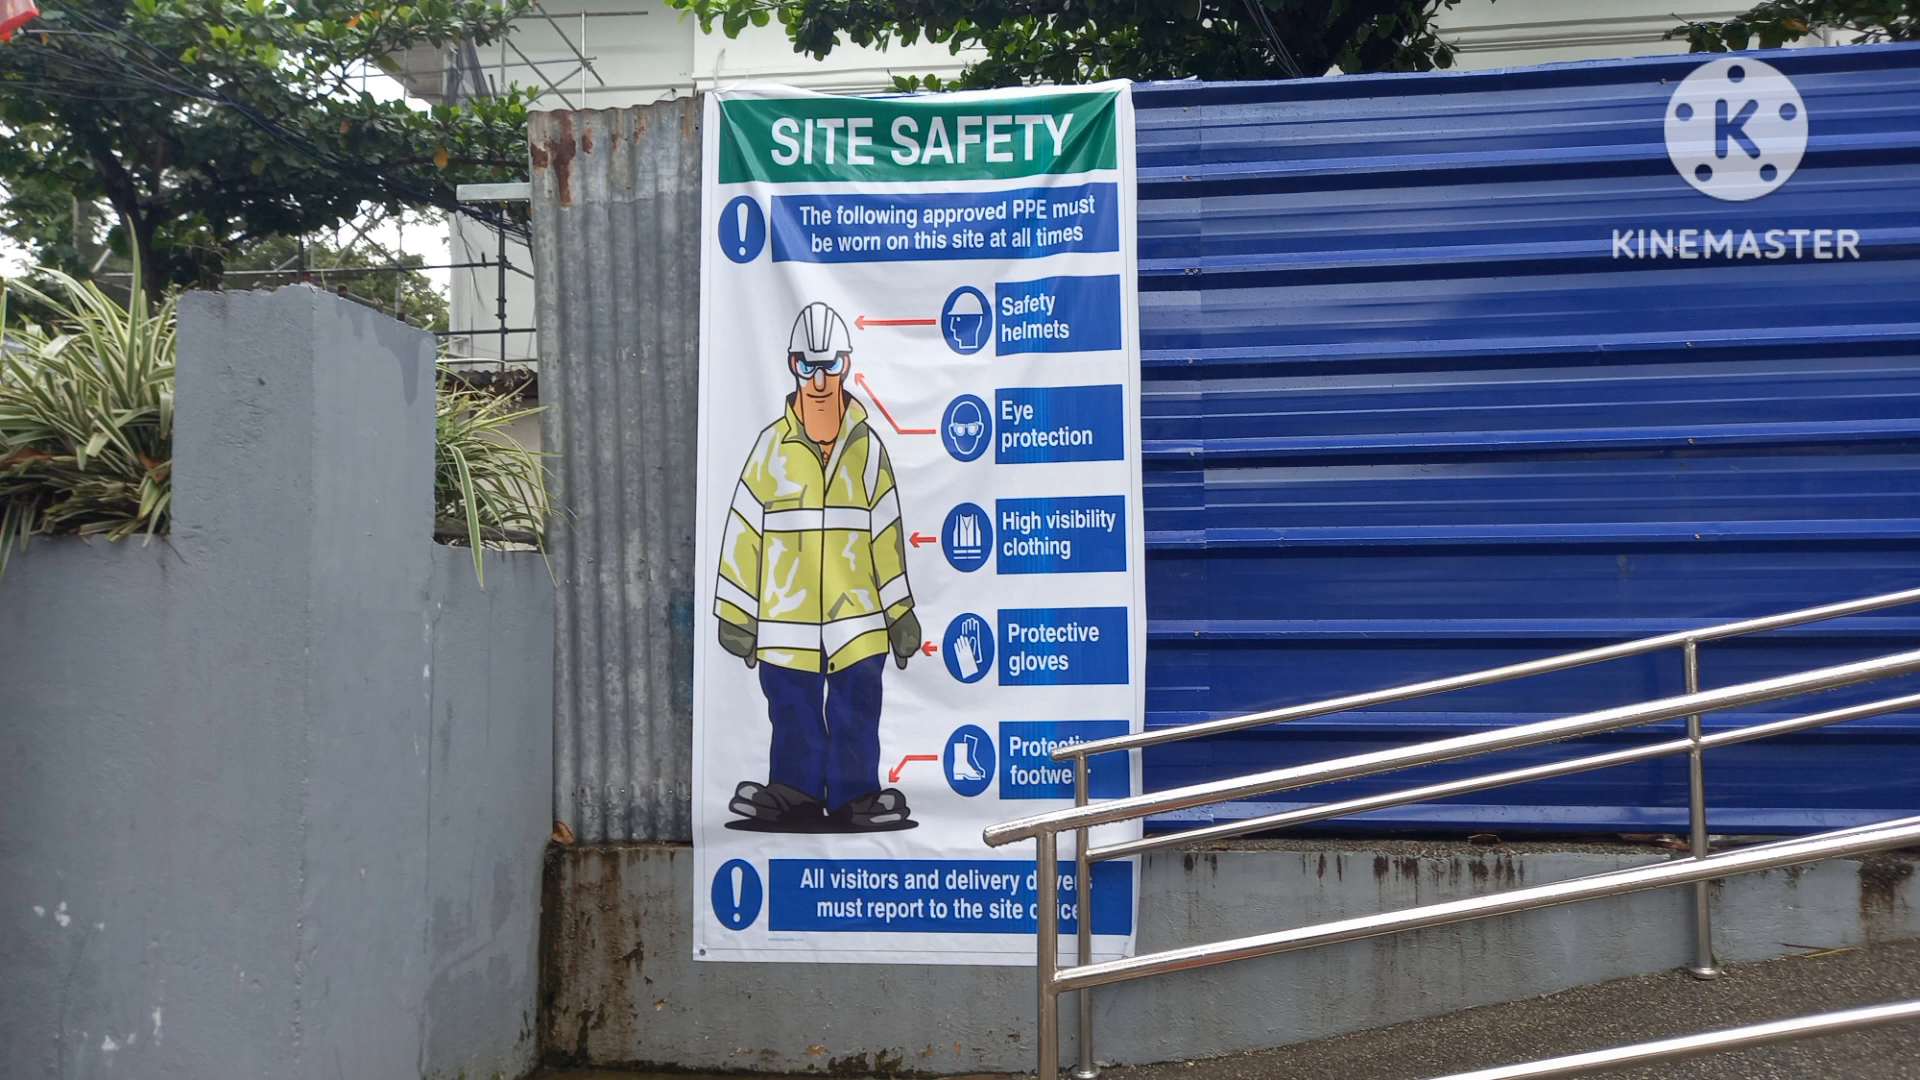 SITE SAFETY
The following approved PPE must
be worn on this site at all times
Safety
helmets
Eye
protection
High visibility
clothing
Protective
gloves
Protective
footwear
All visitors and delivery drivers
must report to the site office
K
KINEMASTER